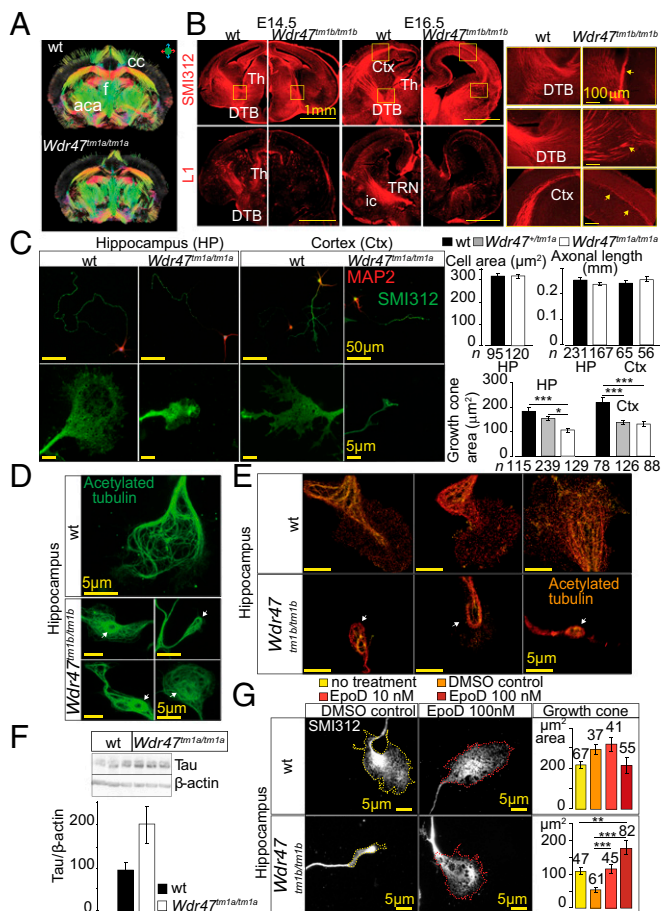 A
wt
cc
f
aca
Wdr47tm1a/tm1a
B
E14.5
E16.5
wt
Wdr47tm1b/tm1b
wt
Wdr47tm1b/tm1b
wt
Wdr47tm1b/tm1b
SMI312
Th
DTB
1mm
Ctx
Th
DTB
DTB
100µm
L1
Th
DTB
ic
TRN
DTB
Ctx
C
Hippocampus (HP)
Cortex (Ctx)
wt
Wdr47tm1a/tm1a
wt
Wdr47tm1a/tm1a
MAP2
SMI312
50µm
5µm
wt
Wdr47+/tm1a
Wdr47tm1a/tm1a
Cell area (µm2)
300
200
100
0
n
95
120
HP
Axonal length
(mm)
0.2
0
n
231
167
65
56
HP
Ctx
Growth cone
area (µm2)
300
200
100
0
HP
***
*
***
***
Ctx
n
115
239
129
78
126
88
D
Hippocampus
wt
Acetylated
tubulin
5µm
Wdr47tm1b/tm1b
5µm
E
Hippocampus
wt
Wdr47
tm1b/tm1b
Acetylated
tubulin
5µm
F
wt
Wdr47tm1a/tm1a
Tau
β-actin
Tau/β-actin
200
100
0
wt
Wdr47tm1a/tm1a
no treatment
DMSO control
EpoD 10 nM
EpoD 100 nM
G
DMSO control
EpoD 100nM
Growth cone
Hippocampus
wt
SMI312
5µm
5µm
µm2
area
400
200
0
67
37
41
55
Wdr47
tm1b/tm1b
5µm
5µm
µm2
200
100
0
**
***
***
47
61
45
82